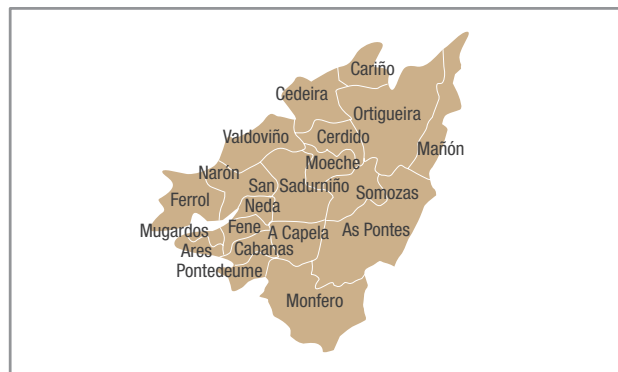 Cariño
Cedeira
Ortigueira
Valdoviño
Cerdido
Mañón
Moeche
Narón
San Sadurniño
Somozas
Ferrol
Neda
Mugardos
Fene
A Capela
As Pontes
Ares
Cabanas
Pontedeume
Monfero